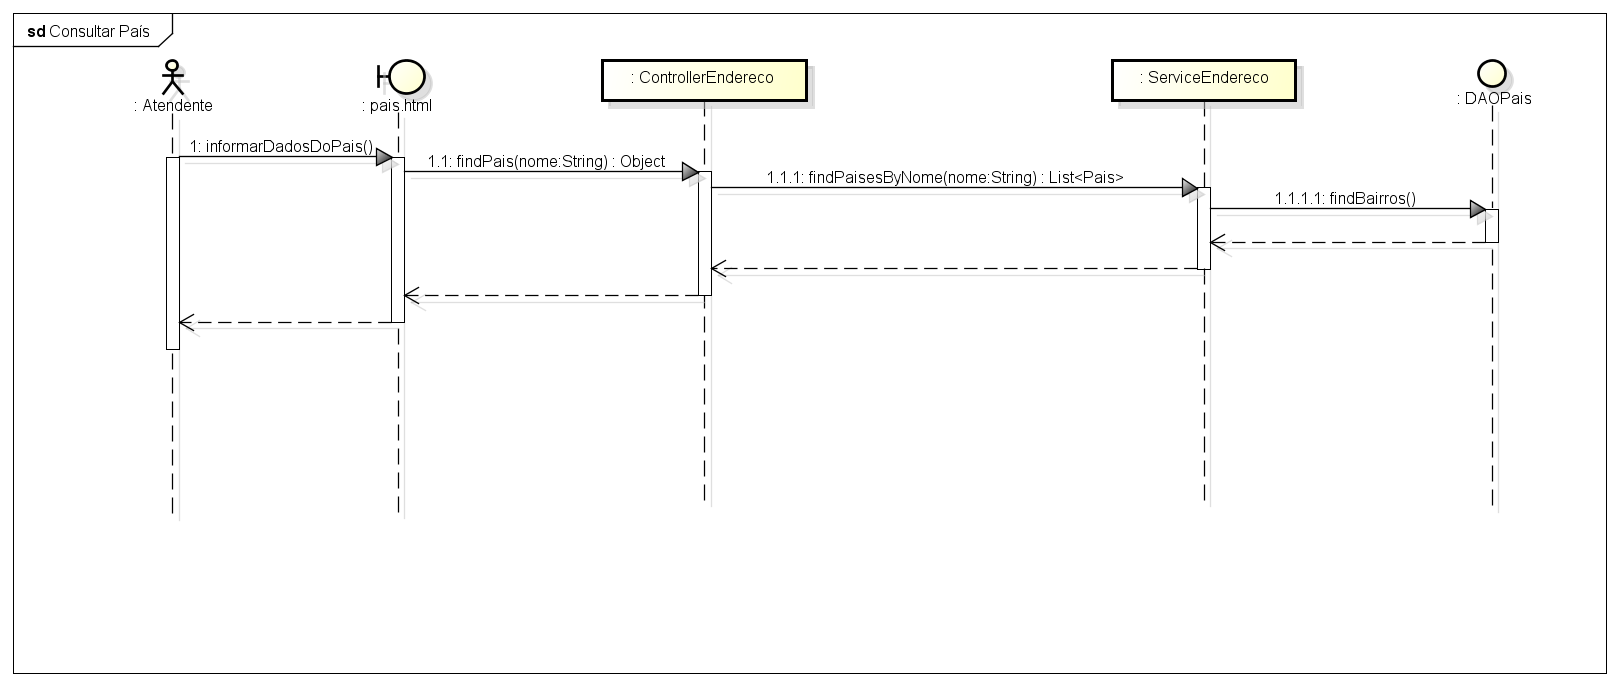 sd Consultar País
: Atendente
: pais.html
: ControllerEndereco
: ServiceEndereco
: DAOPais
1: informarDadosDoPais()
1.1: findPais(nome:String) : Object
1.1.1: findPaisesByNome(nome:String) : List<Pais>
1.1.1.1: findBairros()